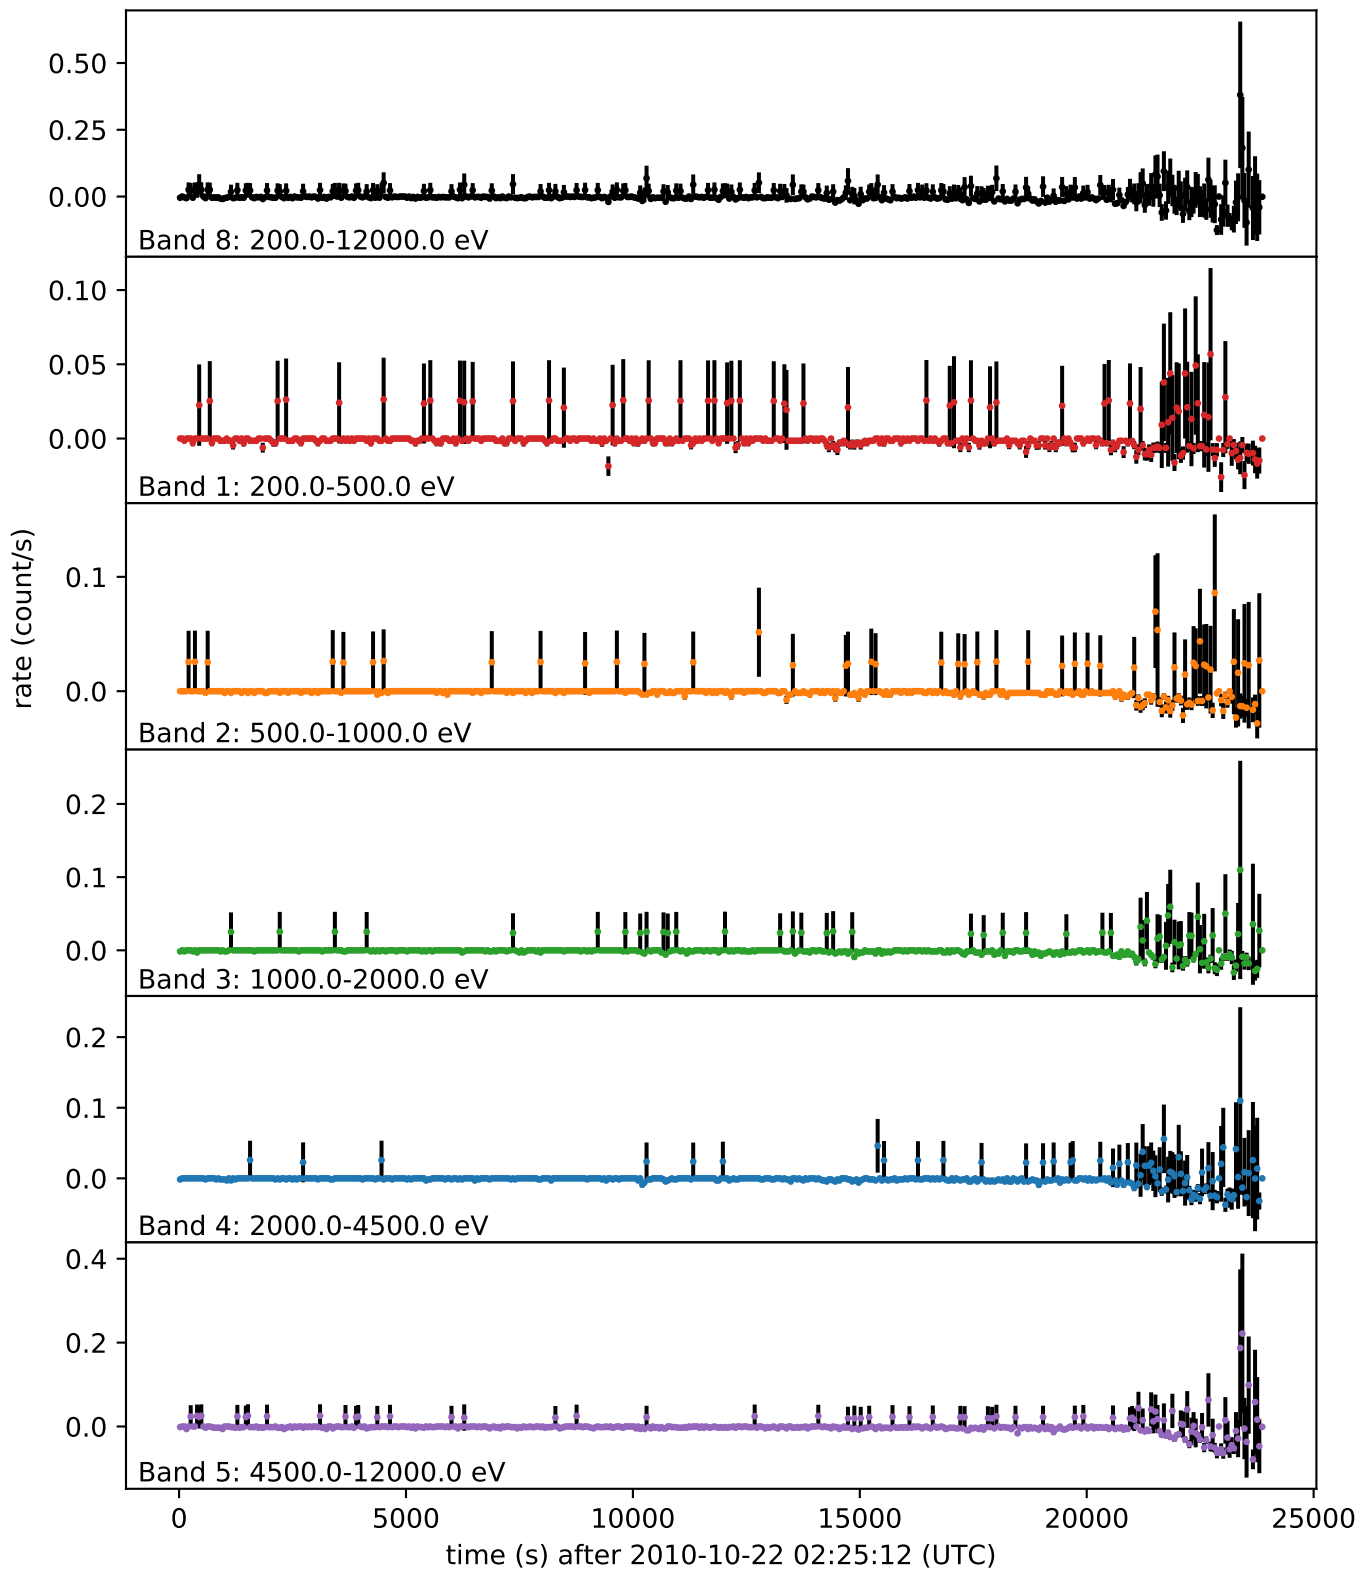 0.50
0.25
0.00
Band 8: 200.0-12000.0 eV
0.10
0.05
0.00
Band 1: 200.0-500.0 eV
rate (count/s)
0.1
0.0
Band 2: 500.0-1000.0 eV
0.2
0.1
0.0
Band 3: 1000.0-2000.0 eV
0.2
0.1
0.0
Band 4: 2000.0-4500.0 eV
0.4
0.2
0.0
Band 5: 4500.0-12000.0 eV
0 5000 10000 15000 20000 25000
time (s) after 2010-10-22 02:25:12 (UTC)